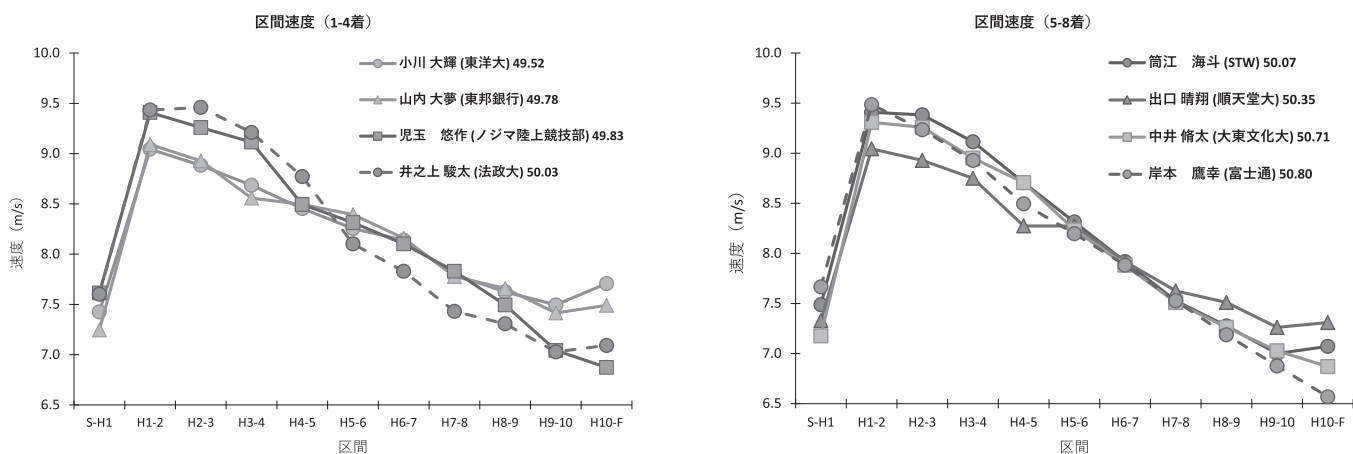 区間速度（1-4着）
10.0
9.5
9.0
8.5
8.0
7.5
7.0
6.5
速度（m/s）
小川 大輝 (東洋大) 49.52
山内 大夢 (東邦銀行) 49.78
児玉　悠作 (ノジマ陸上競技部) 49.83
井之上 駿太 (法政大) 50.03
S-H1 H1-2 H2-3 H3-4 H4-5 H5-6 H6-7 H7-8 H8-9 H9-10 H10-F
区間
区間速度（5-8着）
10.0
9.5
9.0
8.5
8.0
7.5
7.0
6.5
速度（m/s）
筒江　海斗 (STW) 50.07
出口 晴翔 (順天堂大) 50.35
中井 脩太 (大東文化大) 50.71
岸本　鷹幸 (富士通) 50.80
S-H1 H1-2 H2-3 H3-4 H4-5 H5-6 H6-7 H7-8 H8-9 H9-10 H10-F
区間